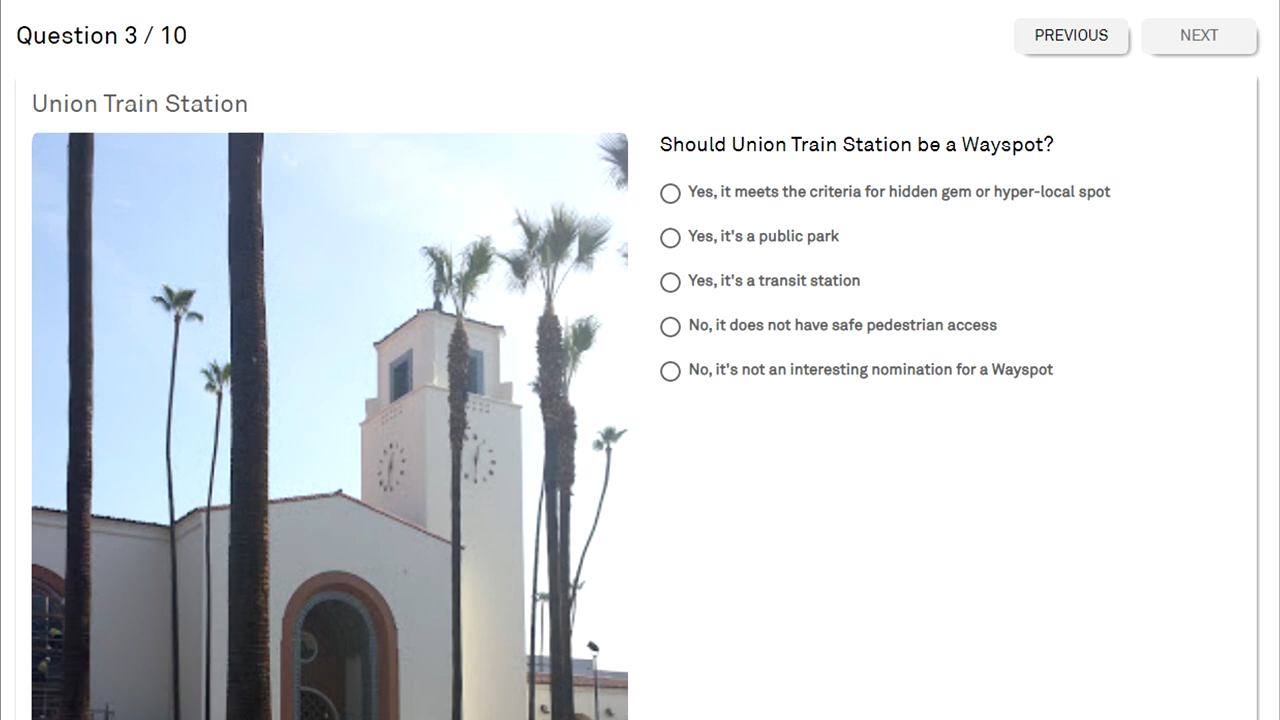 Question 3 / 10
PREVIOUS
NEXT
Union Train Station
Should Union Train Station be a Wayspot?
Yes, it meets the criteria for hidden gem or hyper-local spot
Yes, it's a public park
Yes, it's a transit station
No, it does not have safe pedestrian access
No, it's not an interesting nomination for a Wayspot